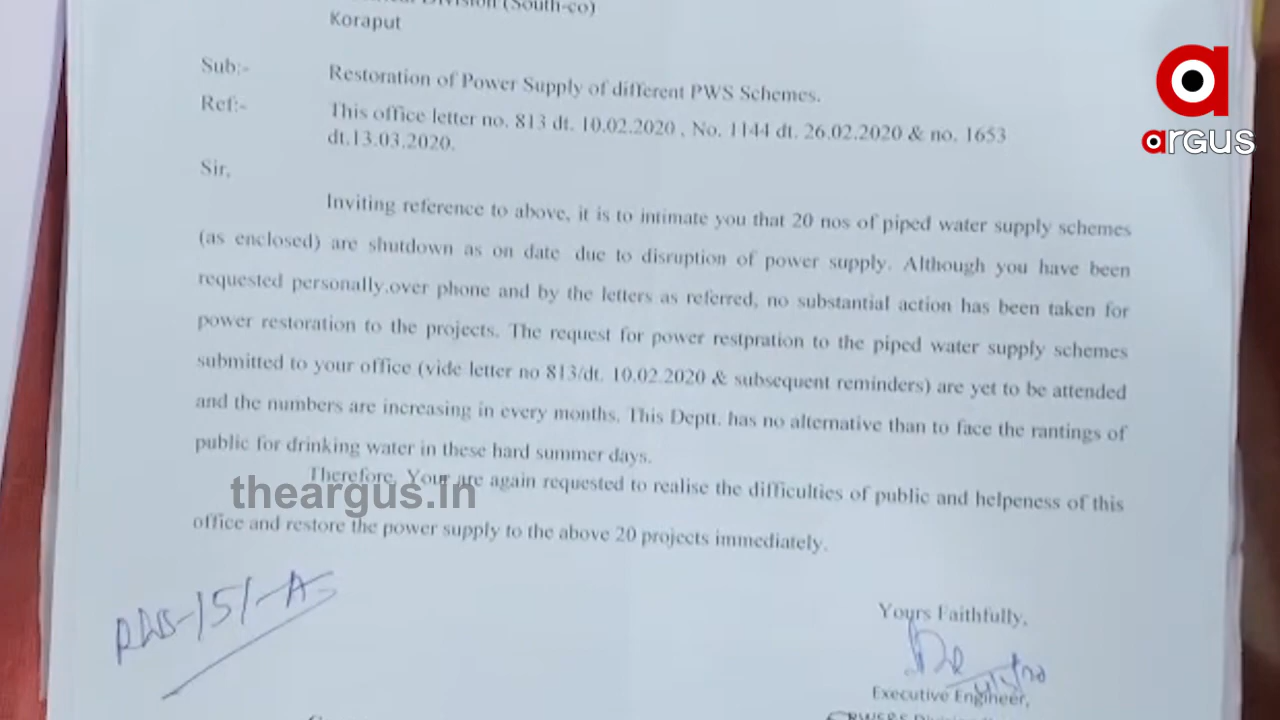 Division (South-co)
Koraput
Sub:- Restoration of Power Supply of different PWS Schemes.
Ref:- This office letter no. 813 dt. 10.02.2020 , No. 1144 dt. 26.02.2020 & no. 1653
dt.13.03.2020.
Sir,
Inviting reference to above, it is to intimate you that 20 nos of piped water supply schemes
(as enclosed) are shutdown as on date due to disruption of power supply. Although you have been
requested personally.over phone and by the letters as referred, no substantial action has been taken for
power restoration to the projects. The request for power restpration to the piped water supply schemes
submitted to your office (vide letter no 813/dt. 10.02.2020 & subsequent reminders) are yet to be attended
and the numbers are increasing in every months. This Deptt. has no alternative than to face the rantings of
public for drinking water in these hard summer days.
Therefore, Your are again requested to realise the difficulties of public and helpeness of this
office and restore the power supply to the above 20 projects immediately.
Yours Faithfully,
Executive Engineer,
RWS&S Division
argus
theargus.in